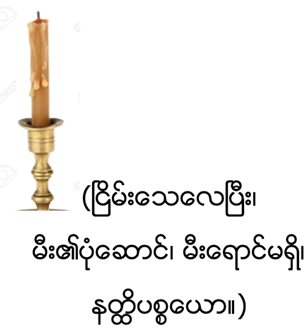 (ငြိမ်းသေလေပြီး၊
မီး၏ပုံဆောင်၊ မီးရောင်မရှိ၊
နတ္ထိပစ္စယော။)